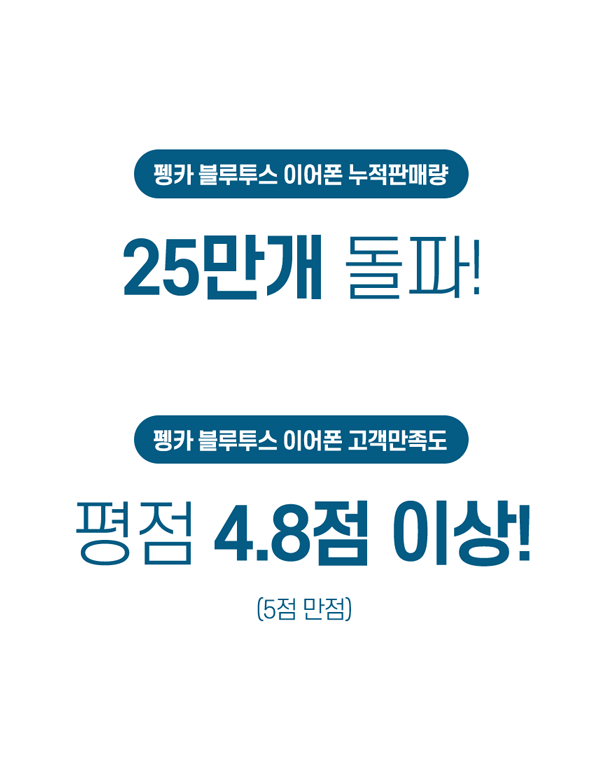 펭카 블루투스 이어폰 누적판매량
25만개 돌파!
펭카 블루투스 이어폰 고객만족도
평점 4.8점 이상!
(5점 만점)